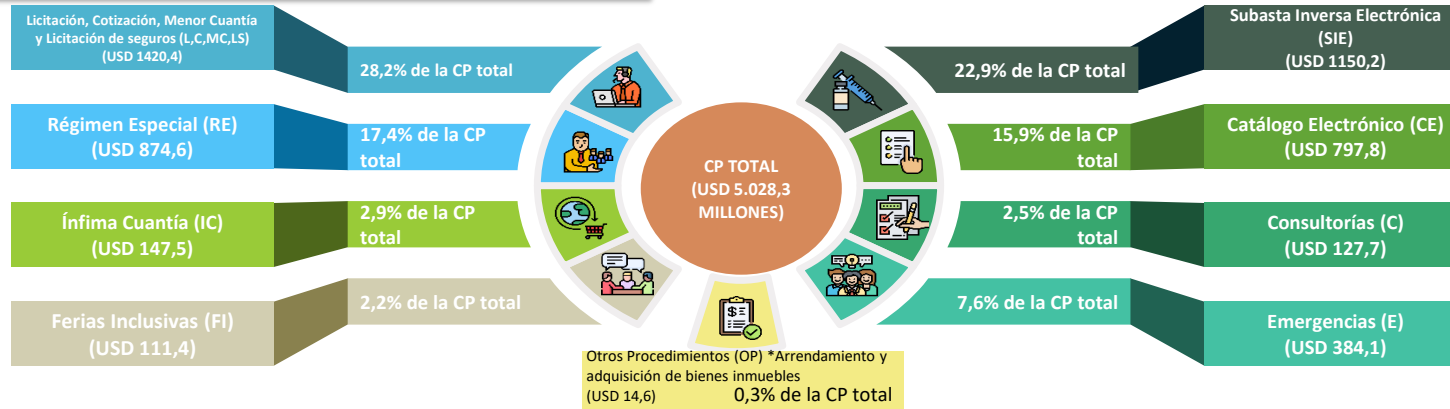 Licitación, Cotización, Menor Cuantía
y Licitación de seguros (L,C,MC,LS)
(USD 1420,4)
28,2% de la CP total
Régimen Especial (RE)
(USD 874,6)
17,4% de la CP
total
Ínfima Cuantía (IC)
(USD 147,5)
2,9% de la CP
total
Ferias Inclusivas (FI)
(USD 111,4)
2,2% de la CP total
CP TOTAL
(USD 5.028,3
MILLONES)
Subasta Inversa Electrónica
(SIE)
(USD 1150,2)
22,9% de la CP total
Catálogo Electrónico (CE)
(USD 797,8)
15,9% de la CP
total
Consultorías (C)
(USD 127,7)
2,5% de la CP
total
Emergencias (E)
(USD 384,1)
7,6% de la CP total
Otros Procedimientos (OP) *Arrendamiento y
adquisición de bienes inmuebles
(USD 14,6) 0,3% de la CP total